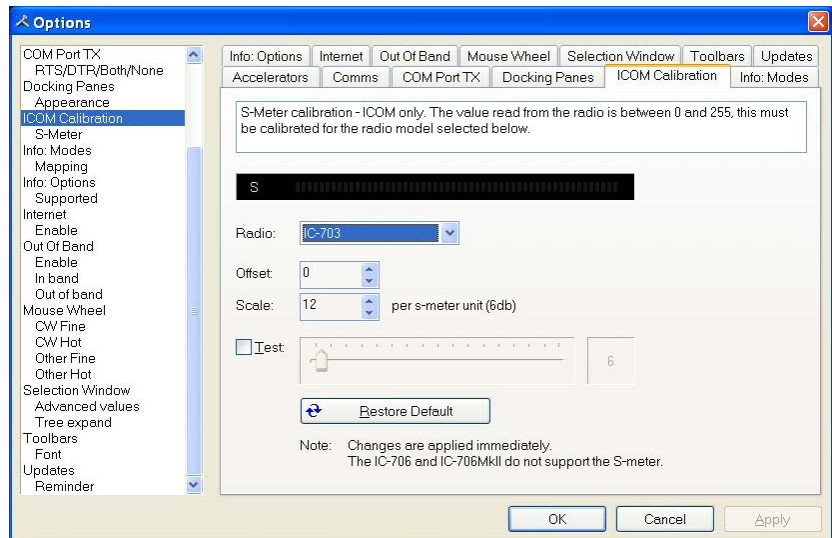 Options
COM Port TX
RTS/DTR/Both/None
Docking Panes
Appearance
ICOM Calibration
S-Meter
Info: Modes
Mapping
Info: Options
Supported
Internet
Enable
Out Of Band
Enable
In band
Out of band
Mouse Wheel
CW Fine
CW Hot
Other Fine
Other Hot
Selection Window
Advanced values
Tree expand
Toolbars
Font
Updates
Reminder
Info: Options Internet Out Of Band Mouse Wheel Selection Window Toolbars Updates
Accelerators Comms COM Port TX Docking Panes ICOM Calibration Info: Modes
S-Meter calibration - ICOM only. The value read from the radio is between 0 and 255, this must
be calibrated for the radio model selected below.
S
Radio: IC-703
Offset: 0
Scale: 12 per s-meter unit (6db)
Test: 6
Restore Default
Note: Changes are applied immediately.
The IC-706 and IC-706MkII do not support the S-meter.
OK Cancel Apply